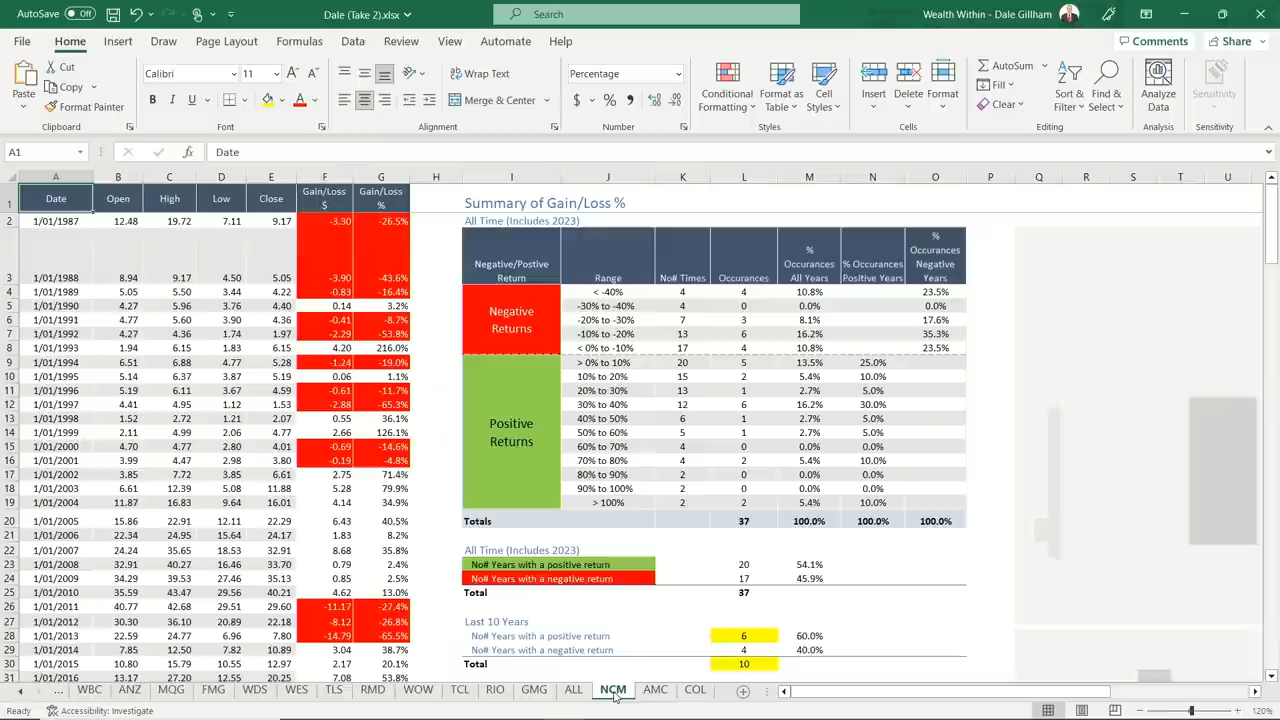 AutoSave Off Dale (Take 2).xlsx Search Wealth Within - Dale Gillham
File Home Insert Draw Page Layout Formulas Data Review View Automate Help Comments Share
Paste Cut Copy Format Painter Clipboard
Calibri 11 Font
Wrap Text Merge & Center Alignment
Percentage Number
Conditional Formatting Format as Table Cell Styles Styles
Insert Delete Format Cells
AutoSum Fill Clear Sort & Filter Find & Select Editing
Analyze Data Analysis
Sensitivity Sensitivity
A1 fx Date
A B C D E F G H I J K L M N O P Q R S T U
1 Date Open High Low Close Gain/Loss $ Gain/Loss %
2 1/01/1987 12.48 19.72 7.11 9.17 -3.30 -26.5%
3 1/01/1988 8.95 9.14 4.50 5.05 -3.90 -43.6%
4 1/01/1989 5.05 5.90 3.44 4.22 -0.83 -16.4%
5 1/01/1990 4.27 5.96 3.76 4.40 0.14 3.2%
6 1/01/1991 4.77 5.60 3.90 4.36 -0.41 -8.7%
7 1/01/1992 4.27 4.32 1.74 1.97 -2.29 -53.8%
8 1/01/1993 1.94 6.15 1.83 6.15 4.20 216.0%
9 1/01/1994 6.51 6.88 4.77 5.28 -1.24 -19.0%
10 1/01/1995 5.14 6.37 3.87 5.19 0.06 1.1%
11 1/01/1996 5.19 6.11 3.67 4.59 -0.61 -11.7%
12 1/01/1997 4.41 4.95 1.12 1.53 -2.88 -65.3%
13 1/01/1998 1.52 2.72 1.21 2.07 0.55 36.1%
14 1/01/1999 2.11 4.99 2.06 4.77 2.66 126.1%
15 1/01/2000 4.70 4.77 2.80 4.01 -0.69 -14.6%
16 1/01/2001 3.99 4.47 2.98 3.80 -0.19 -4.8%
17 1/01/2002 3.85 7.72 3.85 6.61 2.75 71.4%
18 1/01/2003 6.61 12.39 5.08 11.88 5.28 79.9%
19 1/01/2004 11.87 16.38 9.64 16.01 4.14 34.9%
20 1/01/2005 15.86 22.91 12.11 22.29 6.43 40.5%
21 1/01/2006 22.34 24.95 15.64 24.17 1.83 8.2%
22 1/01/2007 24.24 35.65 18.53 32.91 8.68 35.8%
23 1/01/2008 32.91 40.27 16.46 33.70 0.79 2.4%
24 1/01/2009 34.29 39.53 27.46 35.13 0.85 2.5%
25 1/01/2010 35.59 42.47 29.56 40.21 4.62 13.0%
26 1/01/2011 40.77 42.68 29.51 29.60 -11.17 -27.4%
27 1/01/2012 30.30 36.10 20.89 22.18 -8.12 -26.8%
28 1/01/2013 22.59 24.77 6.96 7.80 -14.79 -65.5%
29 1/01/2014 7.85 12.50 7.82 10.89 3.04 38.7%
30 1/01/2015 10.80 15.79 10.55 12.97 2.17 20.1%
31 1/01/2016 13.17 27.20 12.55 20.25 7.08 53.8%
Summary of Gain/Loss %
All Time (Includes 2023)
Negative/Postive Return Range No# Times Occurances % Occurances All Years % Occurances Positive Years % Occurances Negative Years
Negative Returns
< -40% 4 4 10.8% 23.5%
-30% to -40% 4 0 0.0% 0.0%
-20% to -30% 7 3 8.1% 17.6%
-10% to -20% 13 6 16.2% 35.3%
< 0% to -10% 17 4 10.8% 23.5%
Positive Returns
> 0% to 10% 20 5 13.5% 25.0%
10% to 20% 15 2 5.4% 10.0%
20% to 30% 13 1 2.7% 5.0%
30% to 40% 12 6 16.2% 30.0%
40% to 50% 6 1 2.7% 5.0%
50% to 60% 5 1 2.7% 5.0%
60% to 70% 4 0 0.0% 0.0%
70% to 80% 4 2 5.4% 10.0%
80% to 90% 2 0 0.0% 0.0%
90% to 100% 2 0 0.0% 0.0%
> 100% 2 2 5.4% 10.0%
Totals 37 100.0% 100.0% 100.0%
All Time (Includes 2023)
No# Years with a positive return 20 54.1%
No# Years with a negative return 17 45.9%
Total 37
Last 10 Years
No# Years with a positive return 6 60.0%
No# Years with a negative return 4 40.0%
Total 10
... WBC ANZ MQG FMG WDS WES TLS RMD WOW TCL RIO GMG ALL NCM AMC COL
Ready Accessibility: Investigate 120%